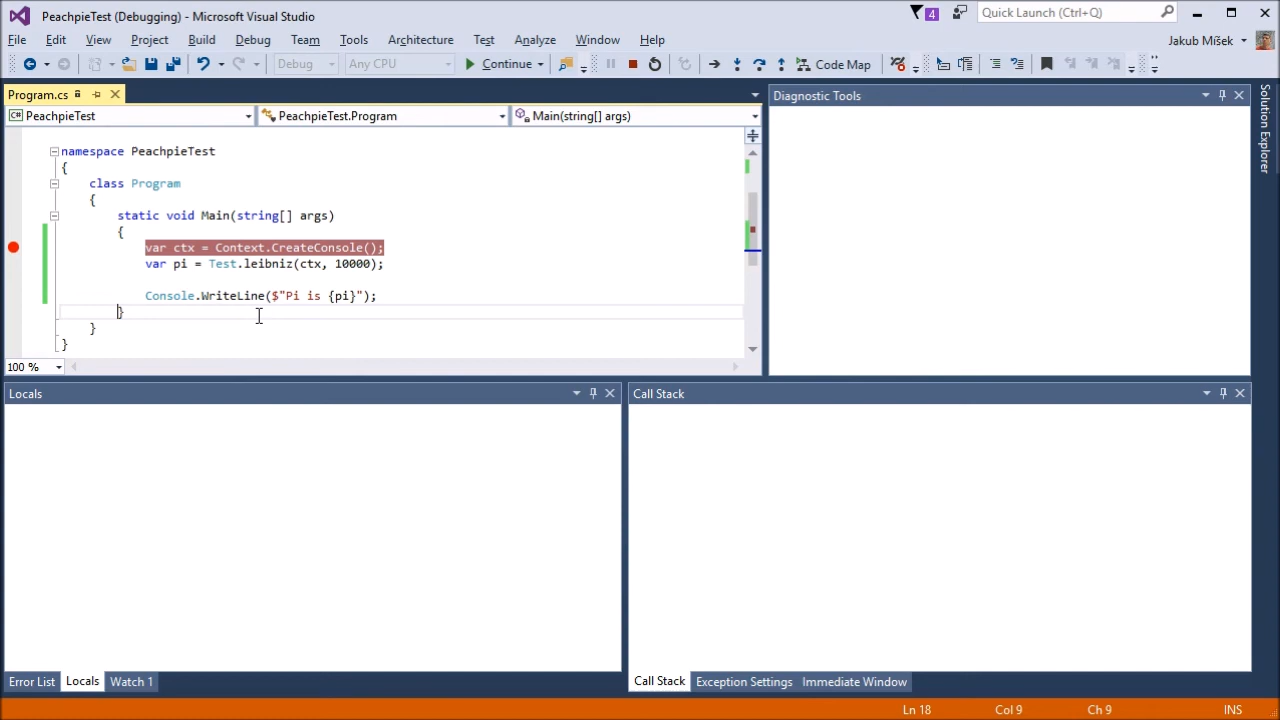 PeachpieTest (Debugging) - Microsoft Visual Studio
4
Quick Launch (Ctrl+Q)
File Edit View Project Build Debug Team Tools Architecture Test Analyze Window Help
Jakub Míšek
Debug Any CPU Continue Code Map
Program.cs
Diagnostic Tools
Solution Explorer
C# PeachpieTest PeachpieTest.Program Main(string[] args)
namespace PeachpieTest
{
class Program
{
static void Main(string[] args)
{
var ctx = Context.CreateConsole();
var pi = Test.leibniz(ctx, 10000);
Console.WriteLine($"Pi is {pi}");
}
}
}
100 %
Locals
Call Stack
Error List Locals Watch 1
Call Stack Exception Settings Immediate Window
Ln 18 Col 9 Ch 9 INS